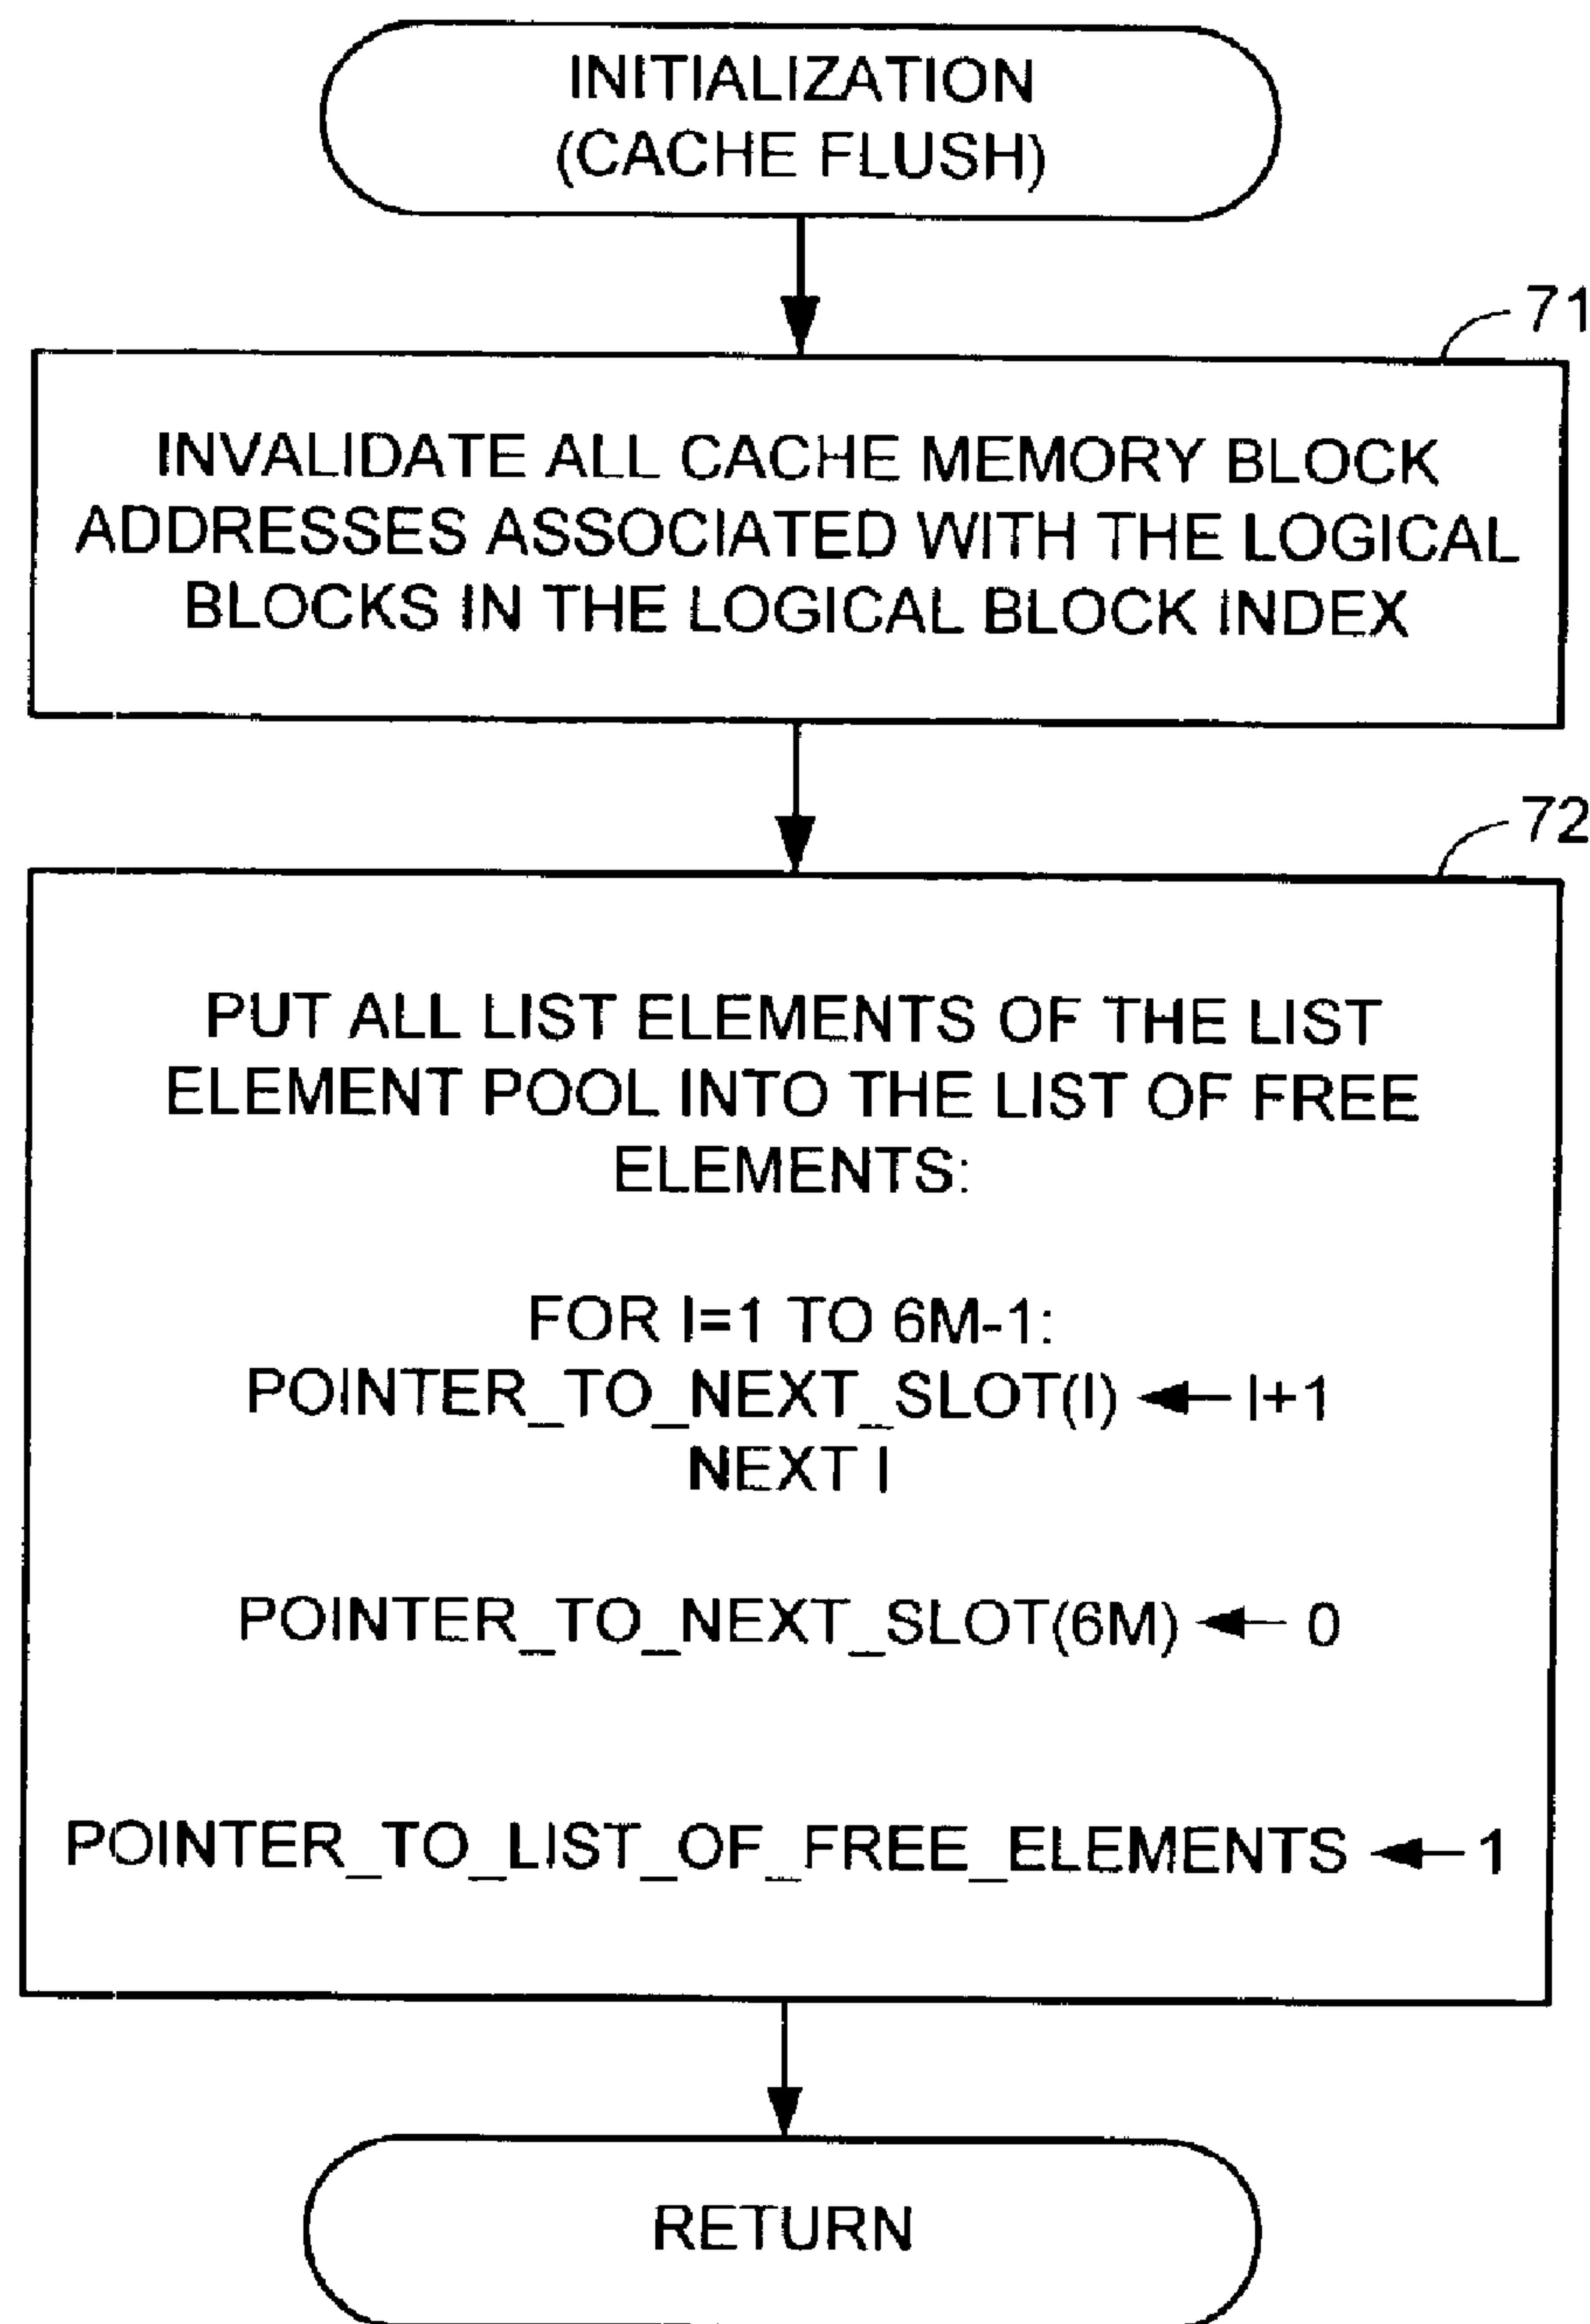 INITIALIZATION
(CACHE FLUSH)
71
INVALIDATE ALL CACHE MEMORY BLOCK
ADDRESSES ASSOCIATED WITH THE LOGICAL
BLOCKS IN THE LOGICAL BLOCK INDEX
72
PUT ALL LIST ELEMENTS OF THE LIST
ELEMENT POOL INTO THE LIST OF FREE
ELEMENTS:
FOR I=1 TO 6M-1:
POINTER_TO_NEXT_SLOT(I) ← I+1
NEXT I
POINTER_TO_NEXT_SLOT(6M) ← 0
POINTER_TO_LIST_OF_FREE_ELEMENTS ← 1
RETURN